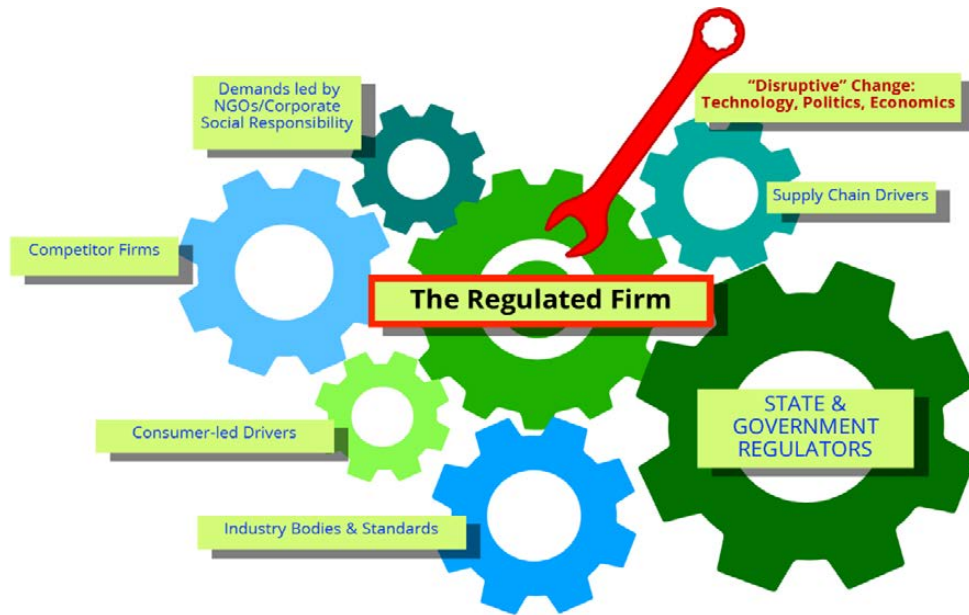 Demands led by
NGOs/Corporate
Social Responsibility
“Disruptive” Change:
Technology, Politics, Economics
Supply Chain Drivers
Competitor Firms
The Regulated Firm
STATE &
GOVERNMENT
REGULATORS
Consumer-led Drivers
Industry Bodies & Standards